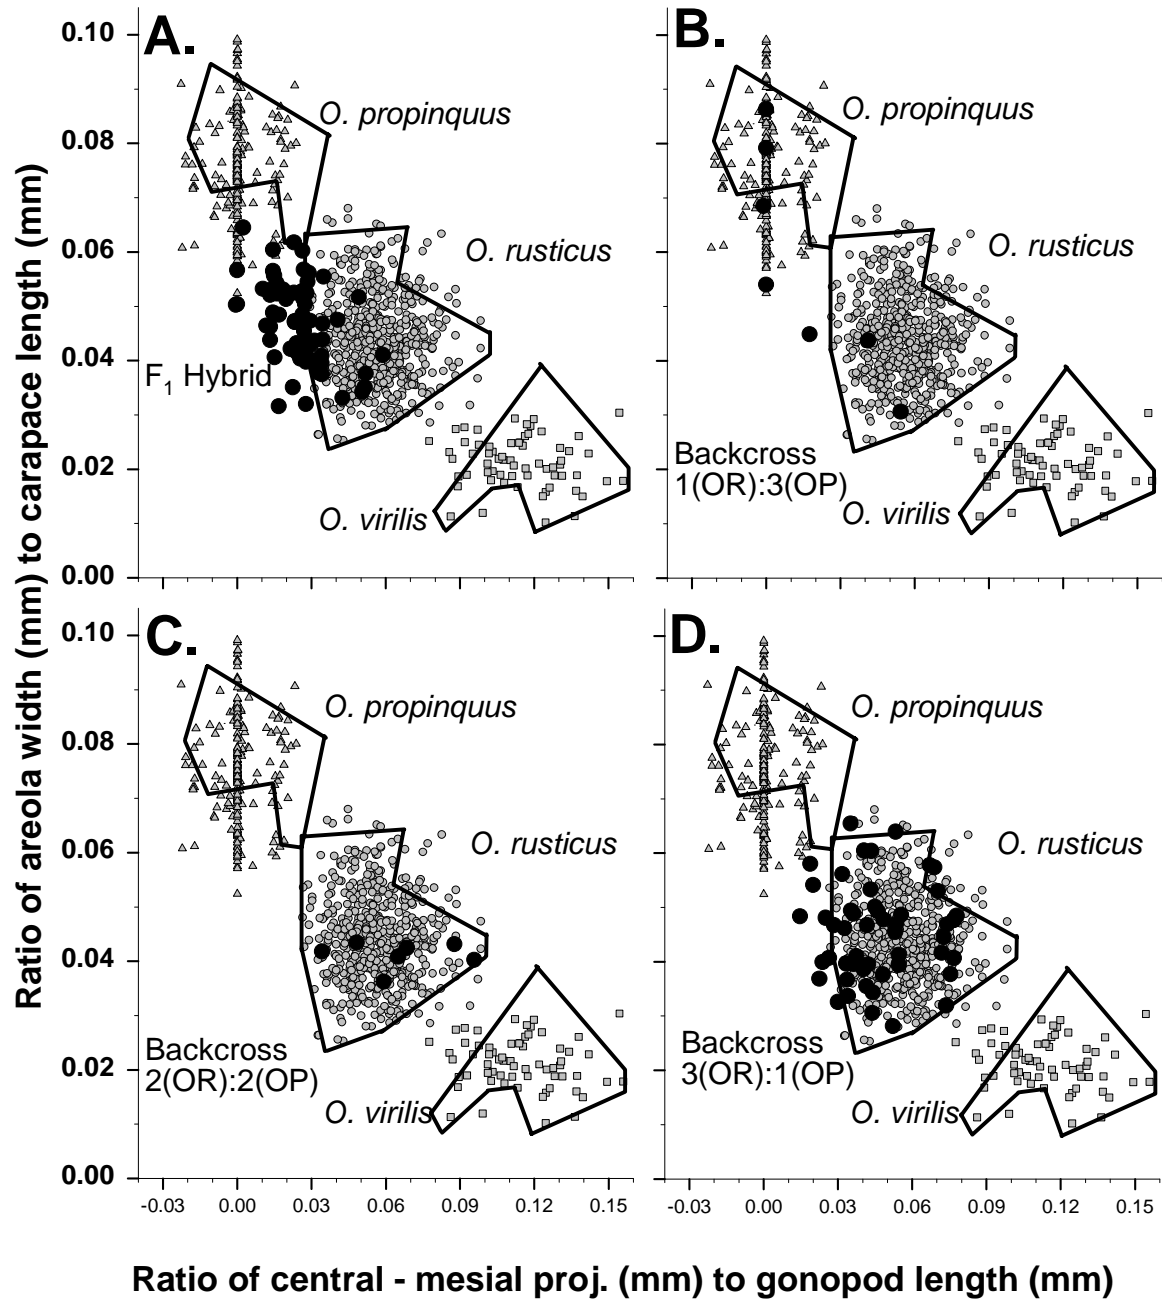 A.
B.
0.10
0.08
0.06
0.04
0.02
0.00
O. propinquus
O. rusticus
F1 Hybrid
O. virilis
O. propinquus
O. rusticus
Backcross
1(OR):3(OP)
O. virilis
C.
D.
0.10
0.08
0.06
0.04
0.02
0.00
O. propinquus
O. rusticus
Backcross
2(OR):2(OP)
O. virilis
O. propinquus
O. rusticus
Backcross
3(OR):1(OP)
O. virilis
-0.03 0.00 0.03 0.06 0.09 0.12 0.15
-0.03 0.00 0.03 0.06 0.09 0.12 0.15
Ratio of areola width (mm) to carapace length (mm)
Ratio of central - mesial proj. (mm) to gonopod length (mm)